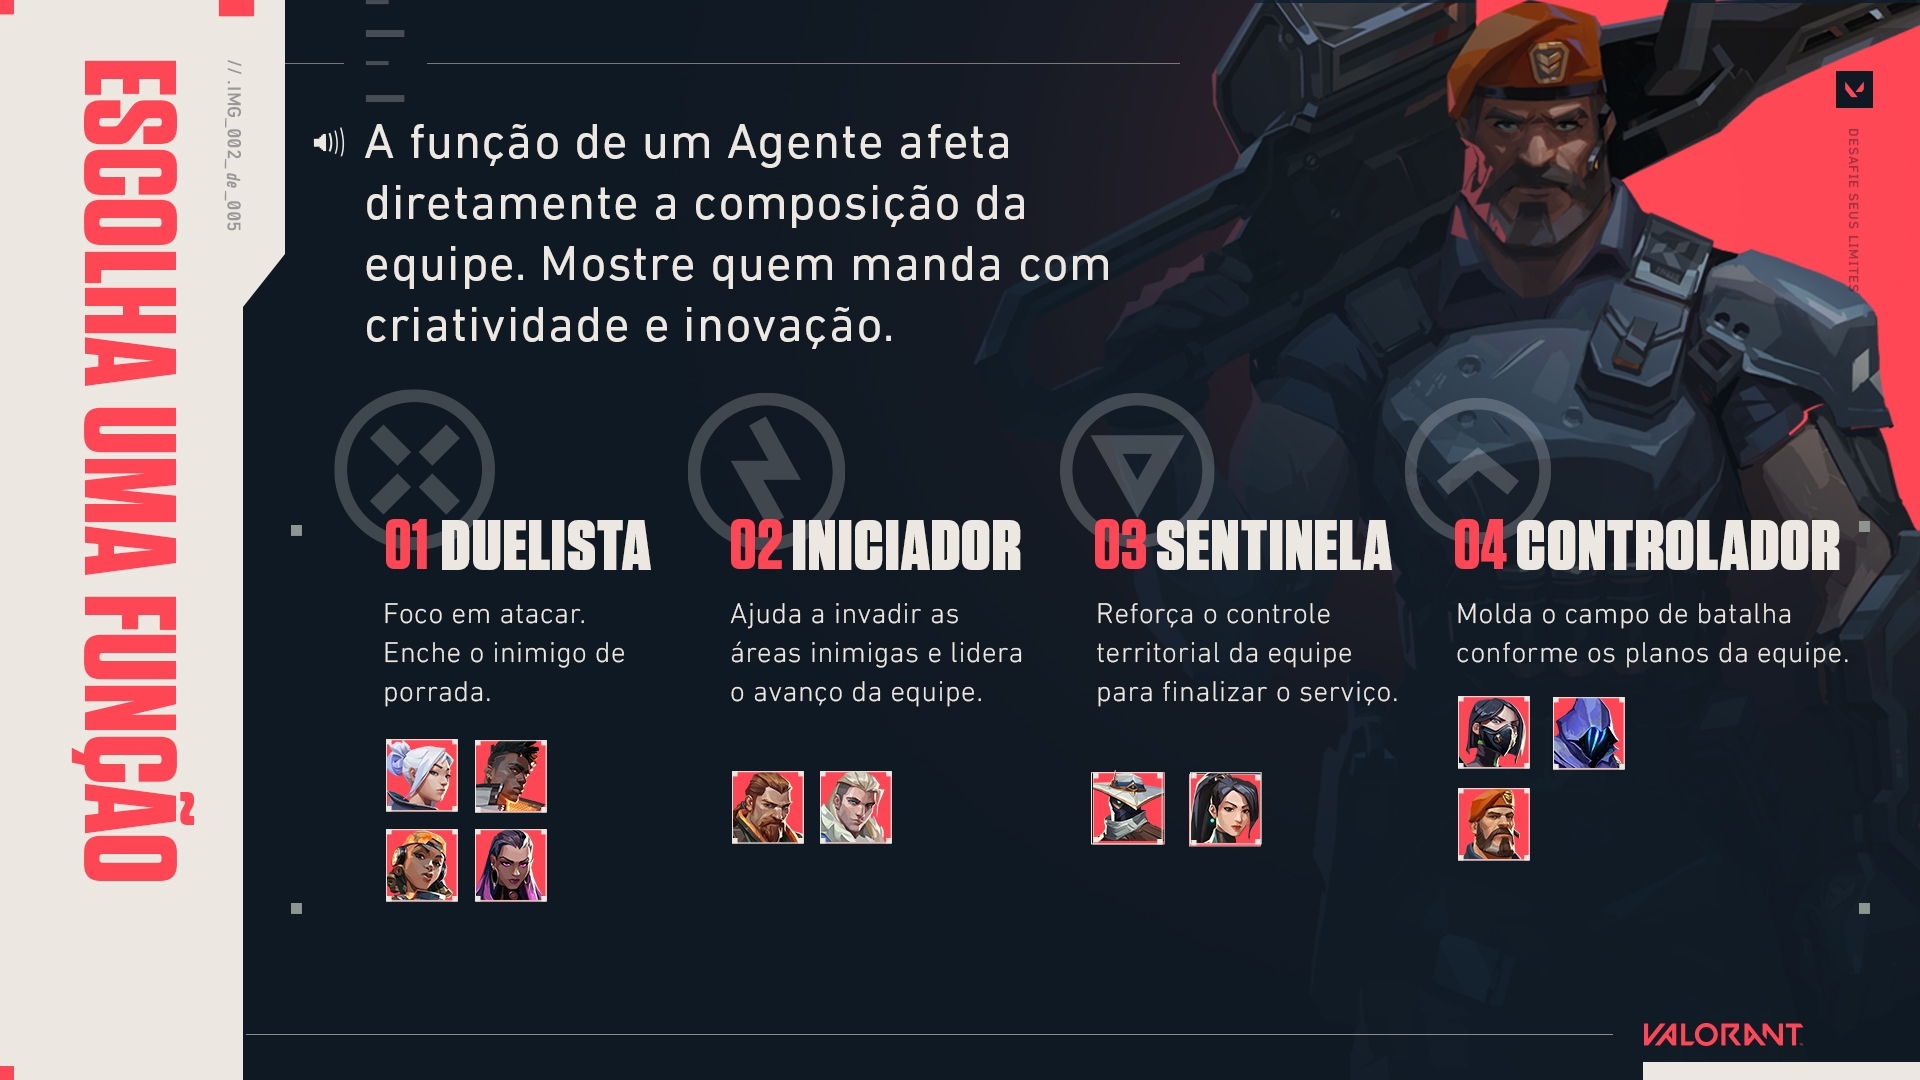 ESCOLHA UMA FUNÇÃO
// .IMG_002_de_005
A função de um Agente afeta
diretamente a composição da
equipe. Mostre quem manda com
criatividade e inovação.
DESAFIE SEUS LIMITES
01 DUELISTA
Foco em atacar.
Enche o inimigo de
porrada.
02 INICIADOR
Ajuda a invadir as
áreas inimigas e lidera
o avanço da equipe.
03 SENTINELA
Reforça o controle
territorial da equipe
para finalizar o serviço.
04 CONTROLADOR
Molda o campo de batalha
conforme os planos da equipe.
VALORANT